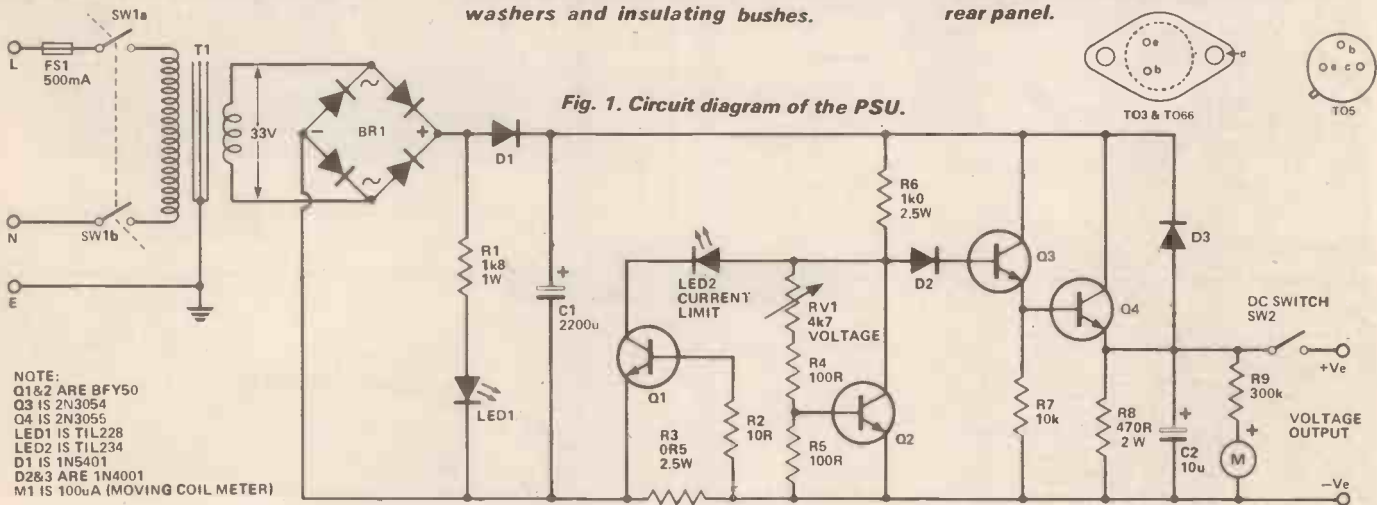 washers and insulating bushes.
rear panel.
SW1a
L
FS1
500mA
T1
33V
BR1
D1
Fig. 1. Circuit diagram of the PSU.
e
b
c
TO3 & TO66
b
e c
TO5
N
SW1b
E
R1
1k8
1W
LED1
C1
2200u
LED2
CURRENT
LIMIT
Q1
R2
10R
R3
0R5
2.5W
RV1
4k7
VOLTAGE
R4
100R
R5
100R
R6
1k0
2.5W
D2
Q2
Q3
Q4
R7
10k
R8
470R
2W
D3
C2
10u
DC SWITCH
SW2
R9
300k
M
+Ve
VOLTAGE
OUTPUT
-Ve
NOTE:
Q1&2 ARE BFY50
Q3 IS 2N3054
Q4 IS 2N3055
LED1 IS TIL228
LED2 IS TIL234
D1 IS 1N5401
D2&3 ARE 1N4001
M1 IS 100uA (MOVING COIL METER)